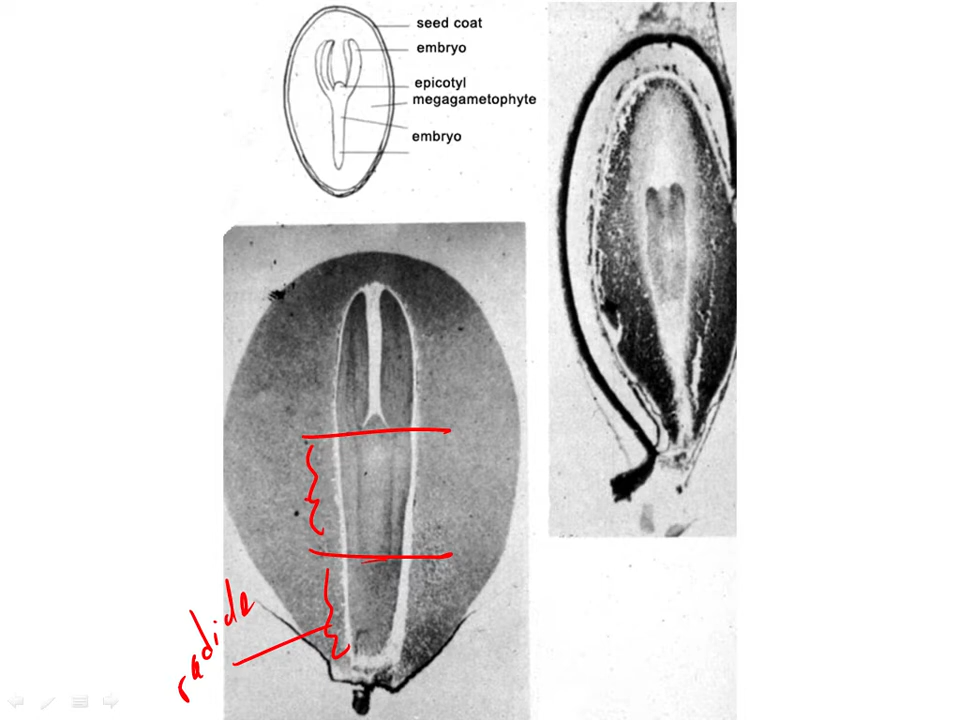 seed coat
embryo
epicotyl
megagametophyte
embryo
radicle